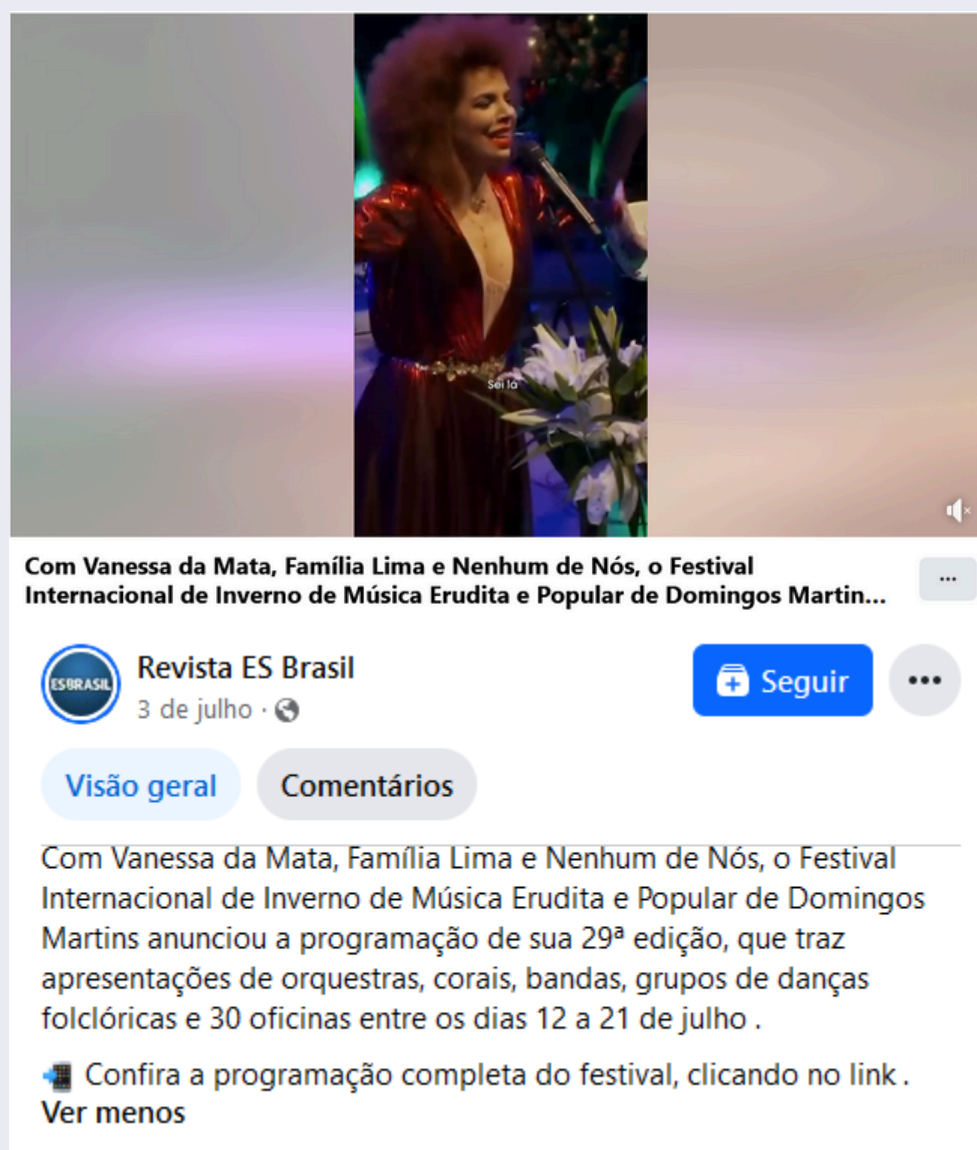 Sei lá
Com Vanessa da Mata, Família Lima e Nenhum de Nós, o Festival
Internacional de Inverno de Música Erudita e Popular de Domingos Martin...
ESBRASIL
Revista ES Brasil
3 de julho ·
Seguir
Visão geral
Comentários
Com Vanessa da Mata, Família Lima e Nenhum de Nós, o Festival
Internacional de Inverno de Música Erudita e Popular de Domingos
Martins anunciou a programação de sua 29ª edição, que traz
apresentações de orquestras, corais, bandas, grupos de danças
folclóricas e 30 oficinas entre os dias 12 a 21 de julho .
📲 Confira a programação completa do festival, clicando no link .
Ver menos